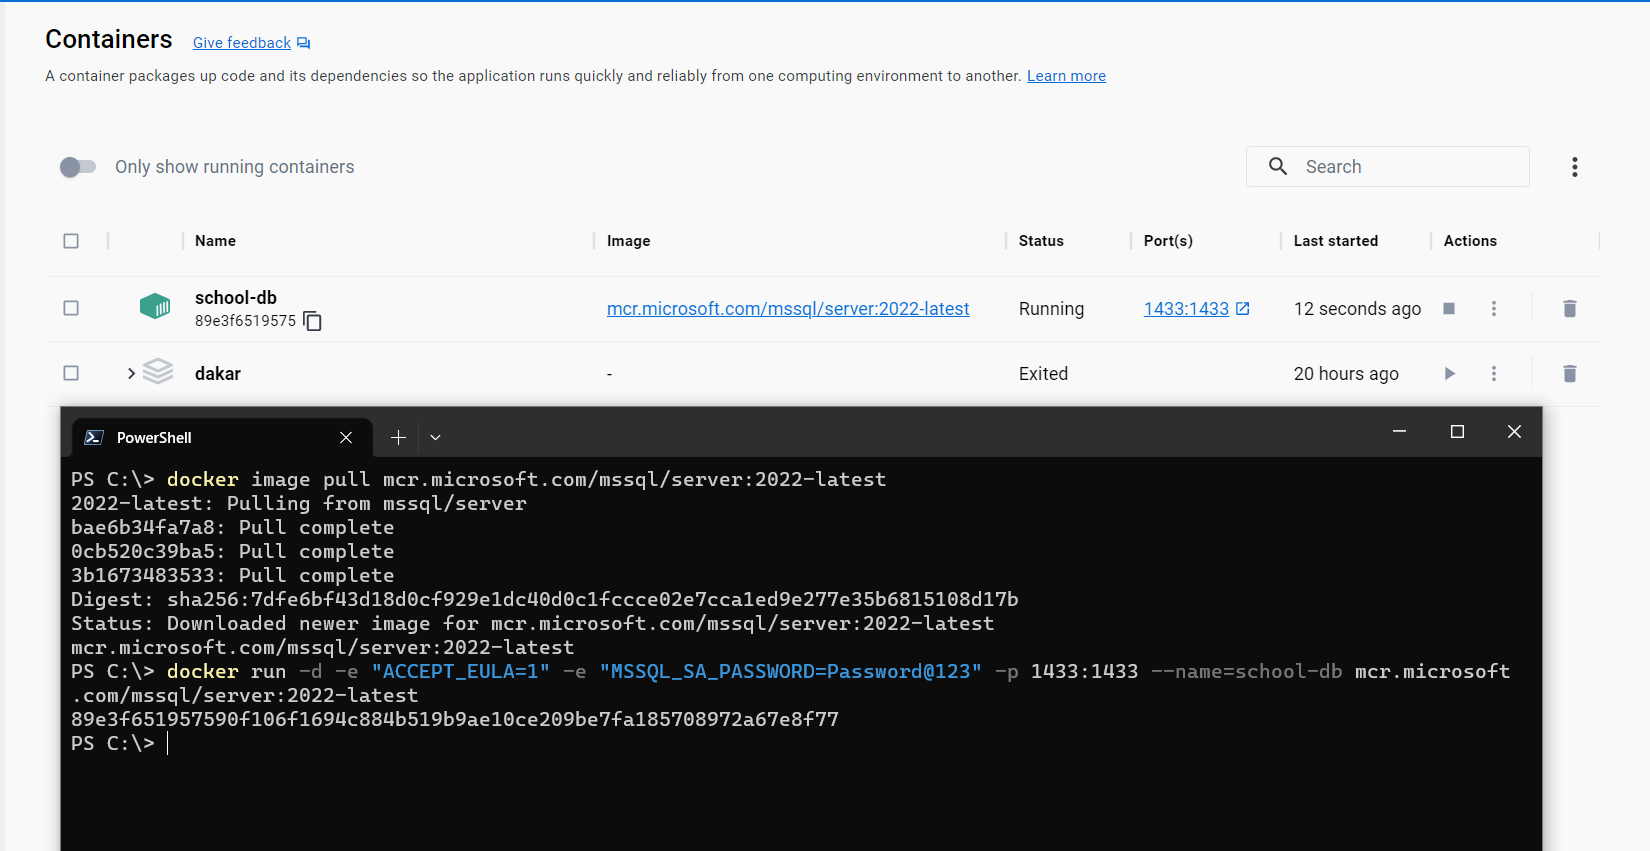 Containers Give feedback
A container packages up code and its dependencies so the application runs quickly and reliably from one computing environment to another. Learn more
Only show running containers Search
Name Image Status Port(s) Last started Actions
school-db
89e3f6519575 mcr.microsoft.com/mssql/server:2022-latest Running 1433:1433 12 seconds ago
dakar - Exited 20 hours ago
PowerShell
PS C:\> docker image pull mcr.microsoft.com/mssql/server:2022-latest
2022-latest: Pulling from mssql/server
bae6b34fa7a8: Pull complete
0cb520c39ba5: Pull complete
3b1673483533: Pull complete
Digest: sha256:7dfe6bf43d18d0cf929e1dc40d0c1fccce02e7cca1ed9e277e35b6815108d17b
Status: Downloaded newer image for mcr.microsoft.com/mssql/server:2022-latest
mcr.microsoft.com/mssql/server:2022-latest
PS C:\> docker run -d -e "ACCEPT_EULA=1" -e "MSSQL_SA_PASSWORD=Password@123" -p 1433:1433 --name=school-db mcr.microsoft
.com/mssql/server:2022-latest
89e3f651957590f106f1694c884b519b9ae10ce209be7fa185708972a67e8f77
PS C:\>